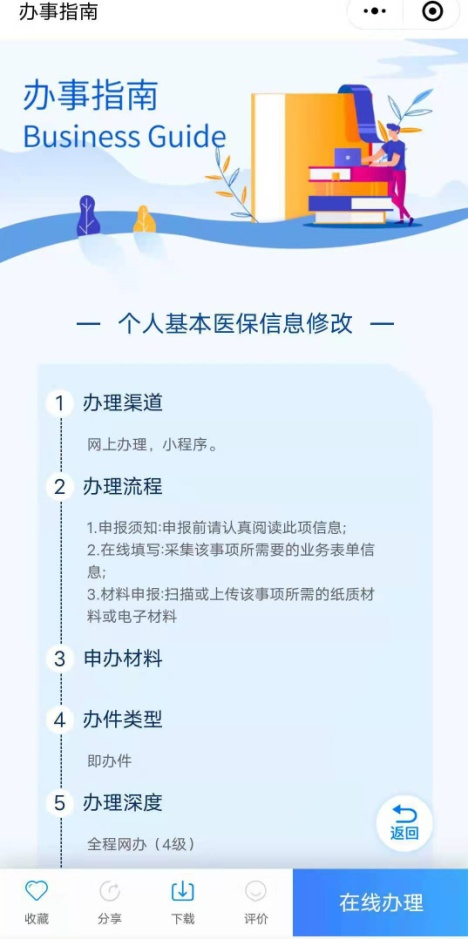 办事指南
办事指南
Business Guide
个人基本医保信息修改
1 办理渠道
网上办理，小程序。
2 办理流程
1.申报须知:申报前请认真阅读此项信息;
2.在线填写:采集该事项所需要的业务表单信
息;
3.材料申报:扫描或上传该事项所需的纸质材
料或电子材料
3 申办材料
4 办件类型
即办件
5 办理深度
全程网办（4级）
返回
收藏 分享 下载 评价 在线办理